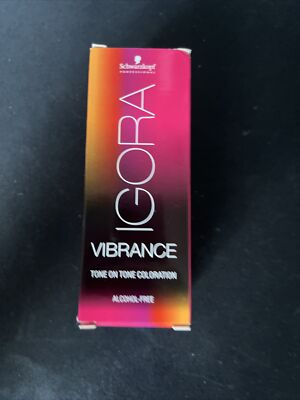 Schwarzkopf
PROFESSIONAL
IGORA
VIBRANCE
TONE ON TONE COLORATION
ALCOHOL-FREE